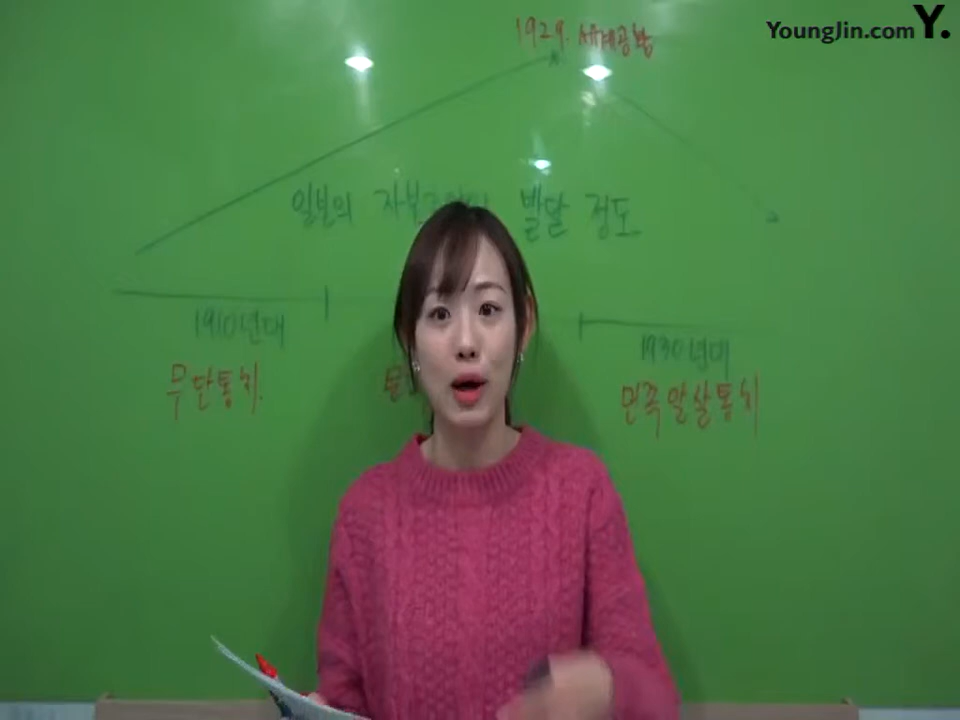 YoungJin.com Y.
1929. 세계공황
일본의 자본주의 발달 정도
1910년대
1930년대
무단통치.
민족말살통치